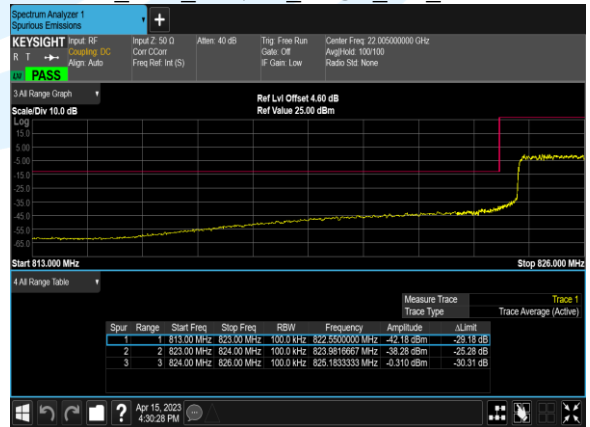 Spectrum Analyzer 1
Spurious Emissions
+
KEYSIGHT Input: RF Input Z: 50 Ω Atten: 40 dB Trig: Free Run Center Freq: 22.005000000 GHz
R T Coupling: DC Corr CCorr Gate: Off Avg|Hold: 100/100
Align: Auto Freq Ref: Int (S) IF Gain: Low Radio Std: None
PASS
3 All Range Graph
Ref Lvl Offset 4.60 dB
Scale/Div 10.0 dB Ref Value 25.00 dBm
Log
15.0
5.00
-5.00
-15.0
-25.0
-35.0
-45.0
-55.0
-65.0
Start 813.000 MHz Stop 826.000 MHz
4 All Range Table
Measure Trace Trace 1
Trace Type Trace Average (Active)
Spur Range Start Freq Stop Freq RBW Frequency Amplitude ΔLimit
1 1 813.00 MHz 823.00 MHz 100.0 kHz 822.5500000 MHz -42.18 dBm -29.18 dB
2 2 823.00 MHz 824.00 MHz 100.0 kHz 823.9816667 MHz -38.28 dBm -25.28 dB
3 3 824.00 MHz 826.00 MHz 100.0 kHz 825.1833333 MHz -0.310 dBm -30.31 dB
? Apr 15, 2023
4:30:28 PM